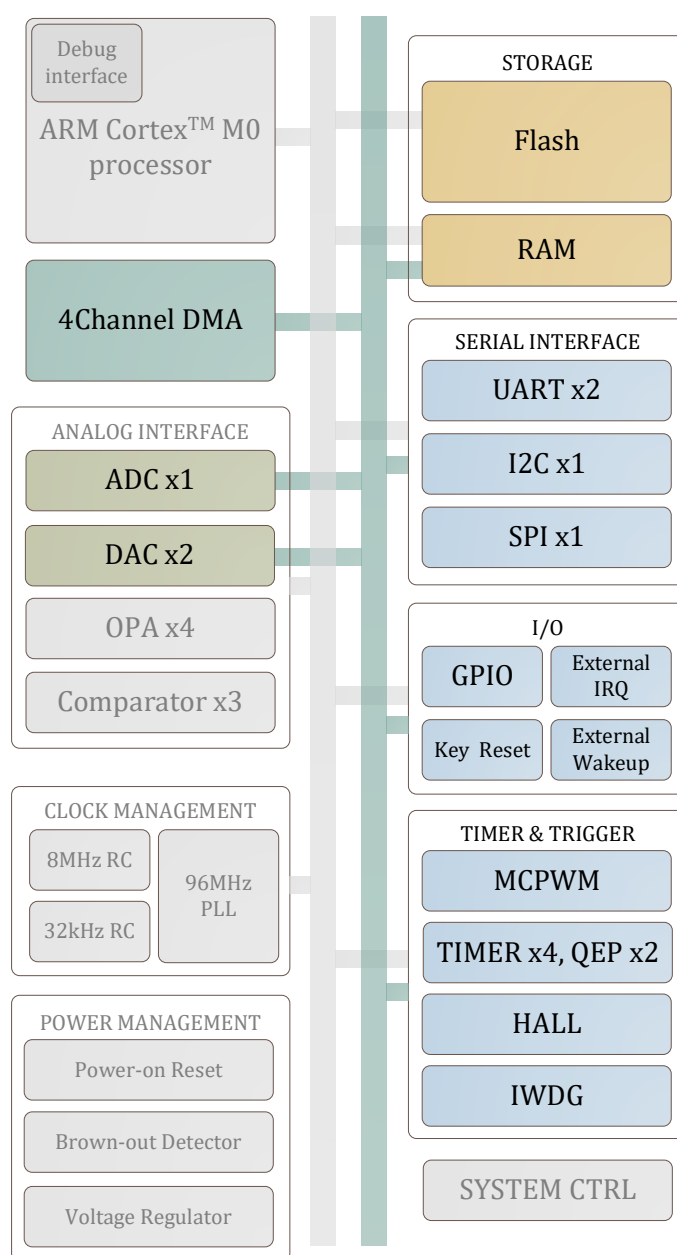 Debug
interface
ARM Cortex™ M0
processor
4Channel DMA
ANALOG INTERFACE
ADC x1
DAC x2
OPA x4
Comparator x3
CLOCK MANAGEMENT
8MHz RC
32kHz RC
96MHz
PLL
POWER MANAGEMENT
Power-on Reset
Brown-out Detector
Voltage Regulator
STORAGE
Flash
RAM
SERIAL INTERFACE
UART x2
I2C x1
SPI x1
I/O
GPIO
External
IRQ
Key Reset
External
Wakeup
TIMER & TRIGGER
MCPWM
TIMER x4, QEP x2
HALL
IWDG
SYSTEM CTRL